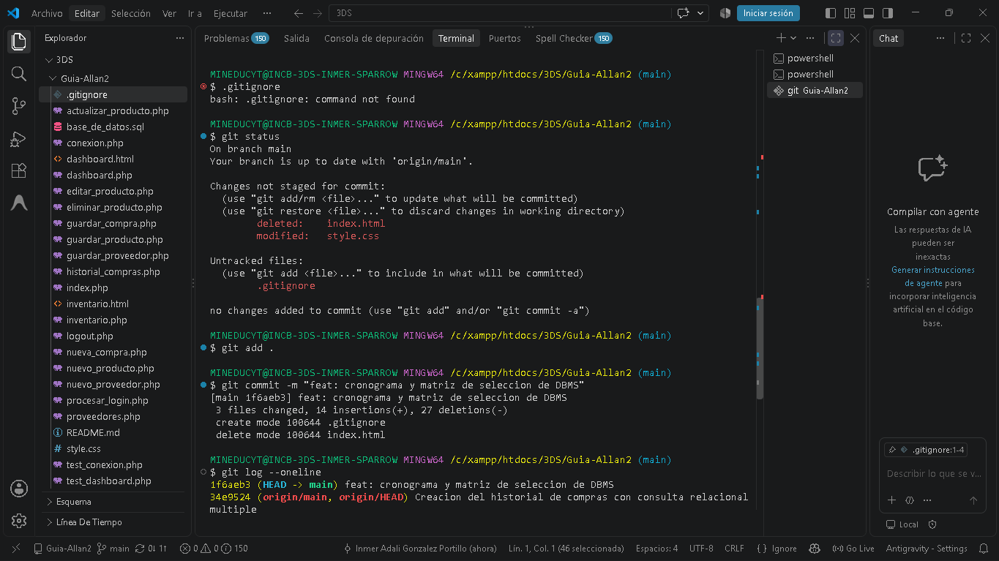 Archivo Editar Selección Ver Ir a Ejecutar ··· 3DS Iniciar sesión
Explorador ···
3DS
Guia-Allan2
.gitignore
actualizar_producto.php
base_de_datos.sql
conexion.php
dashboard.html
dashboard.php
editar_producto.php
eliminar_producto.php
guardar_compra.php
guardar_producto.php
guardar_proveedor.php
historial_compras.php
index.php
inventario.html
inventario.php
logout.php
nueva_compra.php
nuevo_producto.php
nuevo_proveedor.php
procesar_login.php
proveedores.php
README.md
style.css
test_conexion.php
test_dashboard.php
Esquema
Línea De Tiempo
Problemas 150 Salida Consola de depuración Terminal Puertos Spell Checker 150
MINEDUCYT@INCB-3DS-INMER-SPARROW MINGW64 /c/xampp/htdocs/3DS/Guia-Allan2 (main)
$ .gitignore
bash: .gitignore: command not found
MINEDUCYT@INCB-3DS-INMER-SPARROW MINGW64 /c/xampp/htdocs/3DS/Guia-Allan2 (main)
$ git status
On branch main
Your branch is up to date with 'origin/main'.
Changes not staged for commit:
(use "git add/rm <file>..." to update what will be committed)
(use "git restore <file>..." to discard changes in working directory)
deleted: index.html
modified: style.css
Untracked files:
(use "git add <file>..." to include in what will be committed)
.gitignore
no changes added to commit (use "git add" and/or "git commit -a")
MINEDUCYT@INCB-3DS-INMER-SPARROW MINGW64 /c/xampp/htdocs/3DS/Guia-Allan2 (main)
$ git add .
MINEDUCYT@INCB-3DS-INMER-SPARROW MINGW64 /c/xampp/htdocs/3DS/Guia-Allan2 (main)
$ git commit -m "feat: cronograma y matriz de seleccion de DBMS"
[main 1f6aeb3] feat: cronograma y matriz de seleccion de DBMS
3 files changed, 14 insertions(+), 27 deletions(-)
create mode 100644 .gitignore
delete mode 100644 index.html
MINEDUCYT@INCB-3DS-INMER-SPARROW MINGW64 /c/xampp/htdocs/3DS/Guia-Allan2 (main)
$ git log --oneline
1f6aeb3 (HEAD -> main) feat: cronograma y matriz de seleccion de DBMS
34e9524 (origin/main, origin/HEAD) Creacion del historial de compras con consulta relacional
multiple
powershell
powershell
git Guia-Allan2
Chat
Compilar con agente
Las respuestas de IA
pueden ser
inexactas
Generar instrucciones
de agente para
incorporar inteligencia
artificial en el código
base.
.gitignore:1-4
Describir lo que se v...
Local
Guia-Allan2 main 0↓ 1↑ 0 0 150 Inmer Adali Gonzalez Portillo (ahora) Lín. 1, Col. 1 (46 seleccionada) Espacios: 4 UTF-8 CRLF { } Ignore Go Live Antigravity - Settings